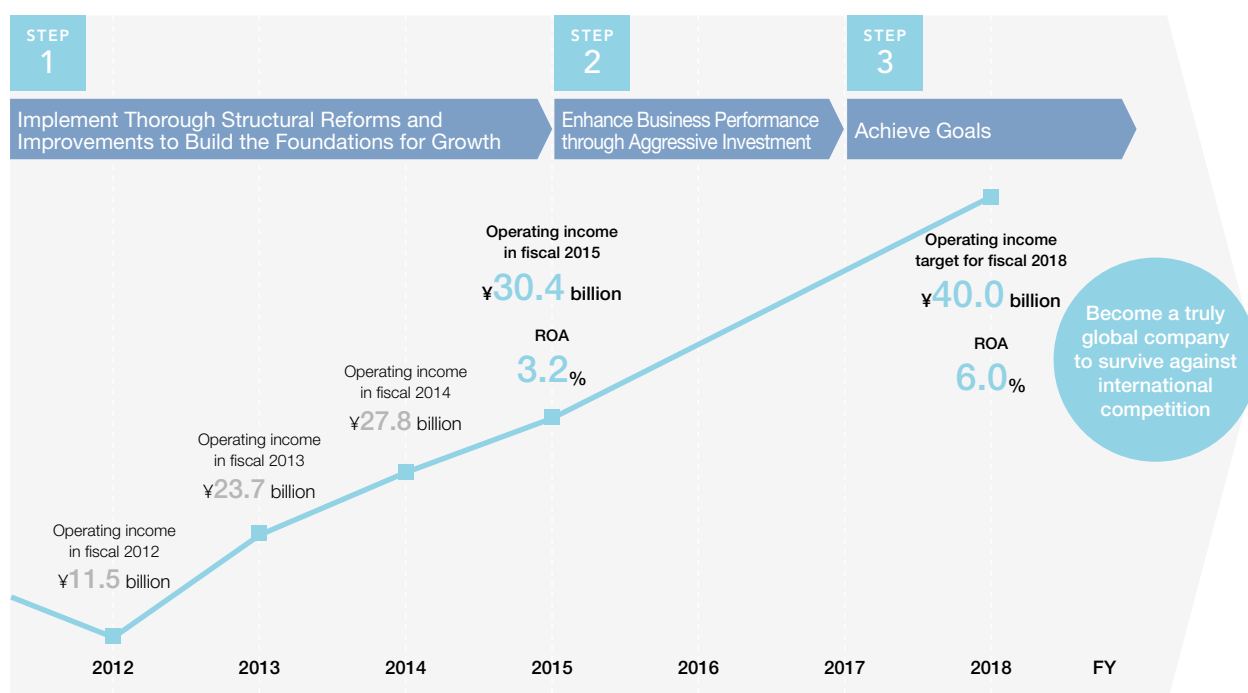 STEP
1
STEP
2
STEP
3
Implement Thorough Structural Reforms and
Improvements to Build the Foundations for Growth
Enhance Business Performance
through Aggressive Investment
Achieve Goals
Operating income
in fiscal 2012
¥11.5 billion
Operating income
in fiscal 2013
¥23.7 billion
Operating income
in fiscal 2014
¥27.8 billion
Operating income
in fiscal 2015
¥30.4 billion
ROA
3.2%
Operating income
target for fiscal 2018
¥40.0 billion
ROA
6.0%
Become a truly
global company
to survive against
international
competition
2012 2013 2014 2015 2016 2017 2018 FY